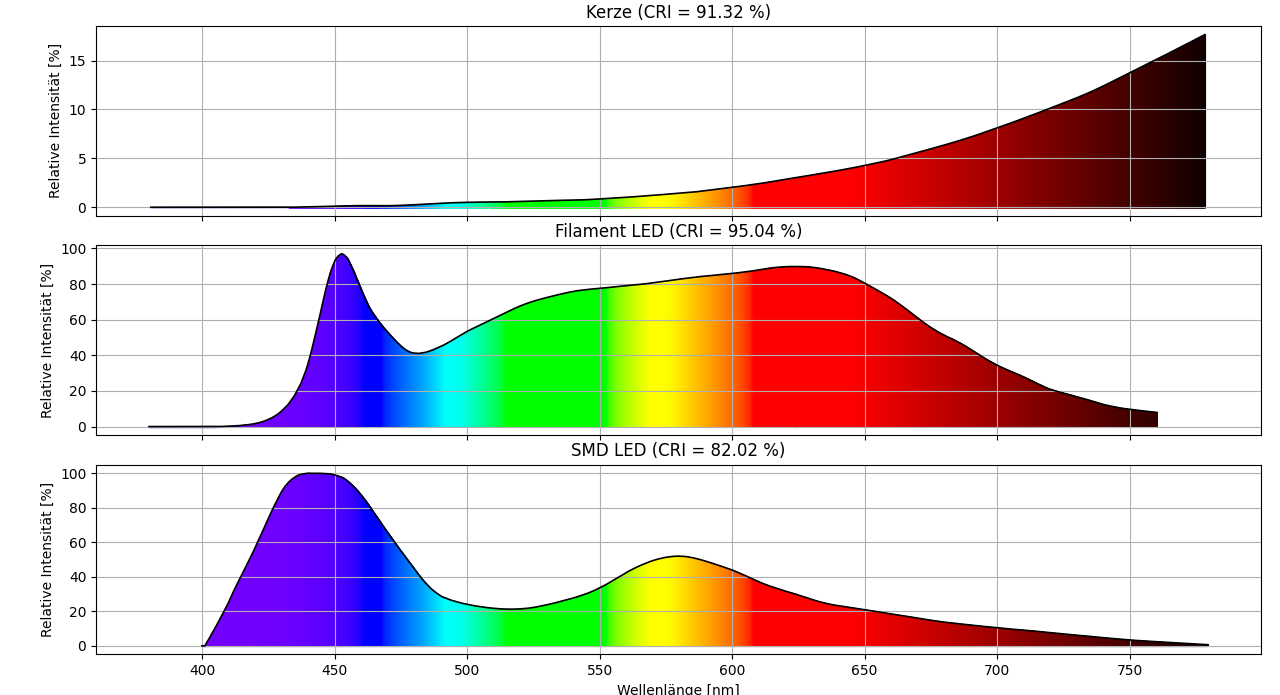 Kerze (CRI = 91.32 %)
Relative Intensität [%]
15
10
5
0
Filament LED (CRI = 95.04 %)
Relative Intensität [%]
100
80
60
40
20
0
SMD LED (CRI = 82.02 %)
Relative Intensität [%]
100
80
60
40
20
0
400 450 500 550 600 650 700 750
Wellenlänge [nm]